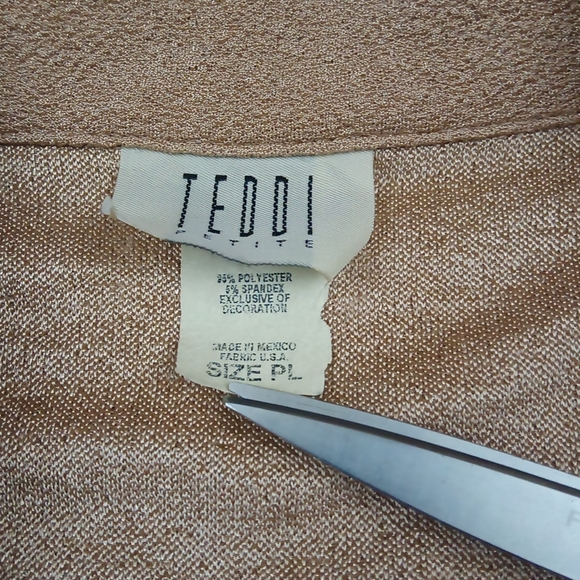 TEDDI
PETITE
95% POLYESTER
5% SPANDEX
EXCLUSIVE OF
DECORATION
MADE IN MEXICO
FABRIC U.S.A.
SIZE PL